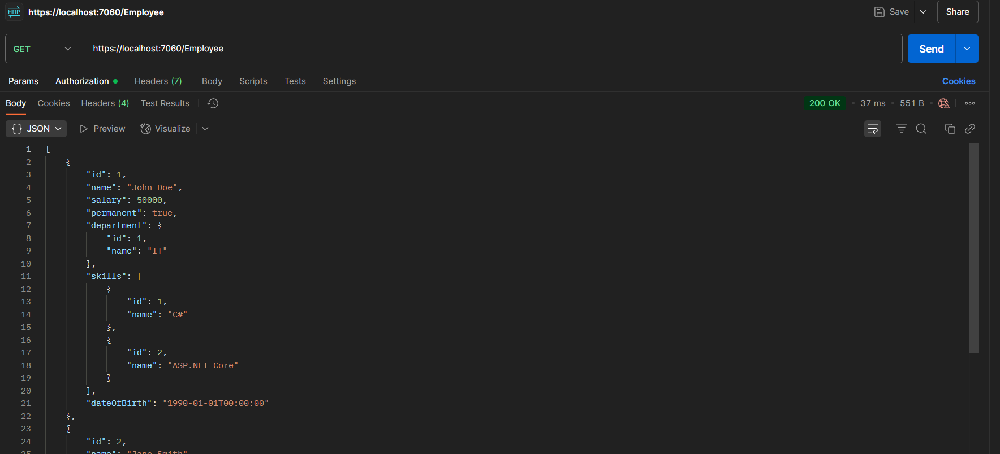 HTTP https://localhost:7060/Employee Save Share
GET https://localhost:7060/Employee Send
Params Authorization Headers (7) Body Scripts Tests Settings Cookies
Body Cookies Headers (4) Test Results 200 OK • 37 ms • 551 B •
{} JSON Preview Visualize
1 [
2 {
3 "id": 1,
4 "name": "John Doe",
5 "salary": 50000,
6 "permanent": true,
7 "department": {
8 "id": 1,
9 "name": "IT"
10 },
11 "skills": [
12 {
13 "id": 1,
14 "name": "C#"
15 },
16 {
17 "id": 2,
18 "name": "ASP.NET Core"
19 }
20 ],
21 "dateOfBirth": "1990-01-01T00:00:00"
22 },
23 {
24 "id": 2,
25 "name": "Jane Smith"